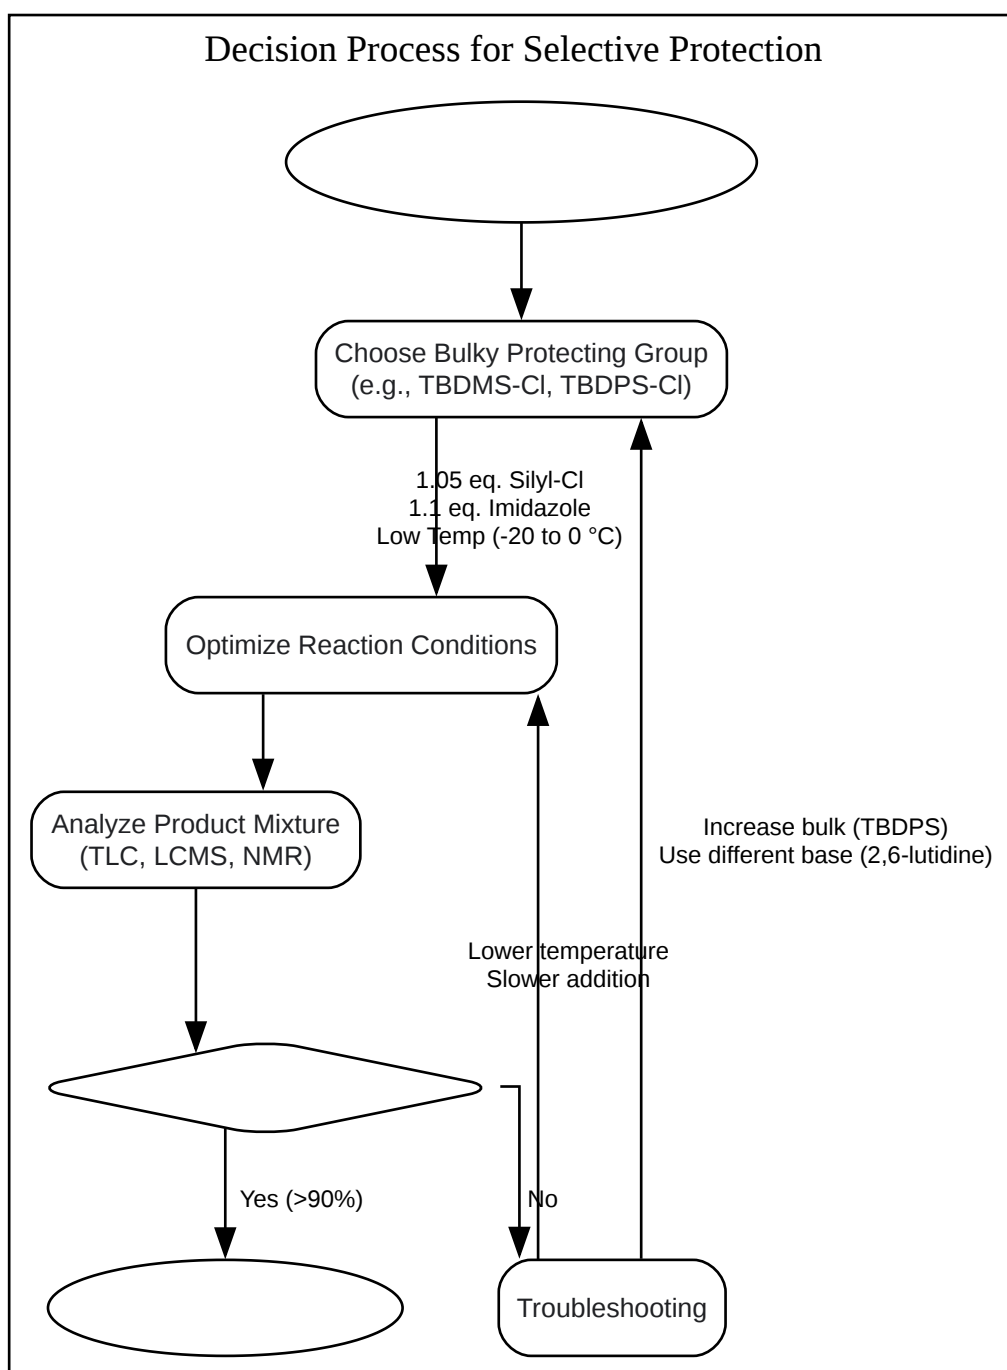 Decision Process for Selective Protection
Choose Bulky Protecting Group
(e.g., TBDMS-Cl, TBDPS-Cl)
1.05 eq. Silyl-Cl
1.1 eq. Imidazole
Low Temp (-20 to 0 °C)
Optimize Reaction Conditions
Analyze Product Mixture
(TLC, LCMS, NMR)
Increase bulk (TBDPS)
Use different base (2,6-lutidine)
Lower temperature
Slower addition
Yes (>90%)
No
Troubleshooting